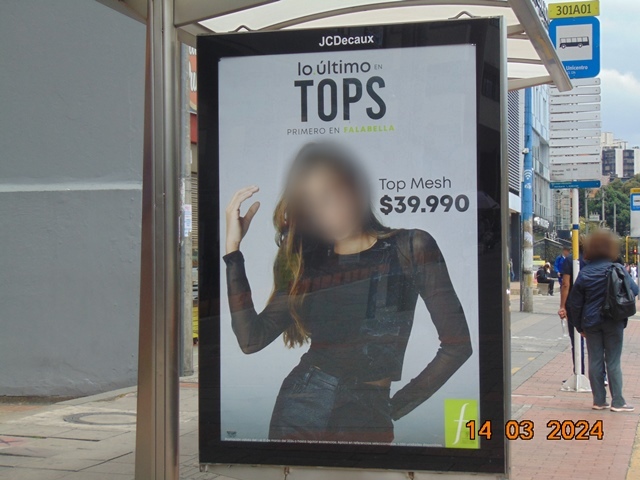 301A01
JCDecaux
lo último EN
TOPS
PRIMERO EN FALABELLA
Top Mesh
$39.990
f
14 03 2024